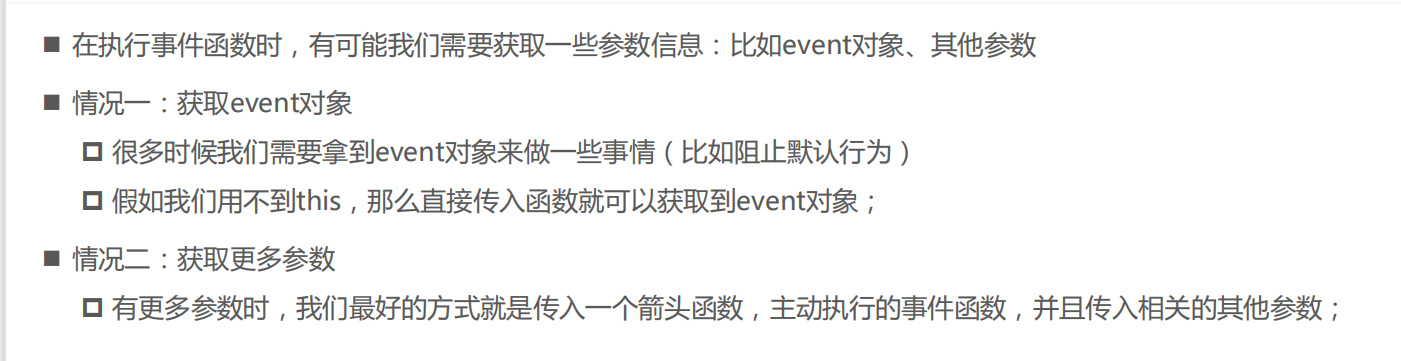 在执行事件函数时，有可能我们需要获取一些参数信息：比如event对象、其他参数
情况一：获取event对象
很多时候我们需要拿到event对象来做一些事情（比如阻止默认行为）
假如我们用不到this，那么直接传入函数就可以获取到event对象；
情况二：获取更多参数
有更多参数时，我们最好的方式就是传入一个箭头函数，主动执行的事件函数，并且传入相关的其他参数；